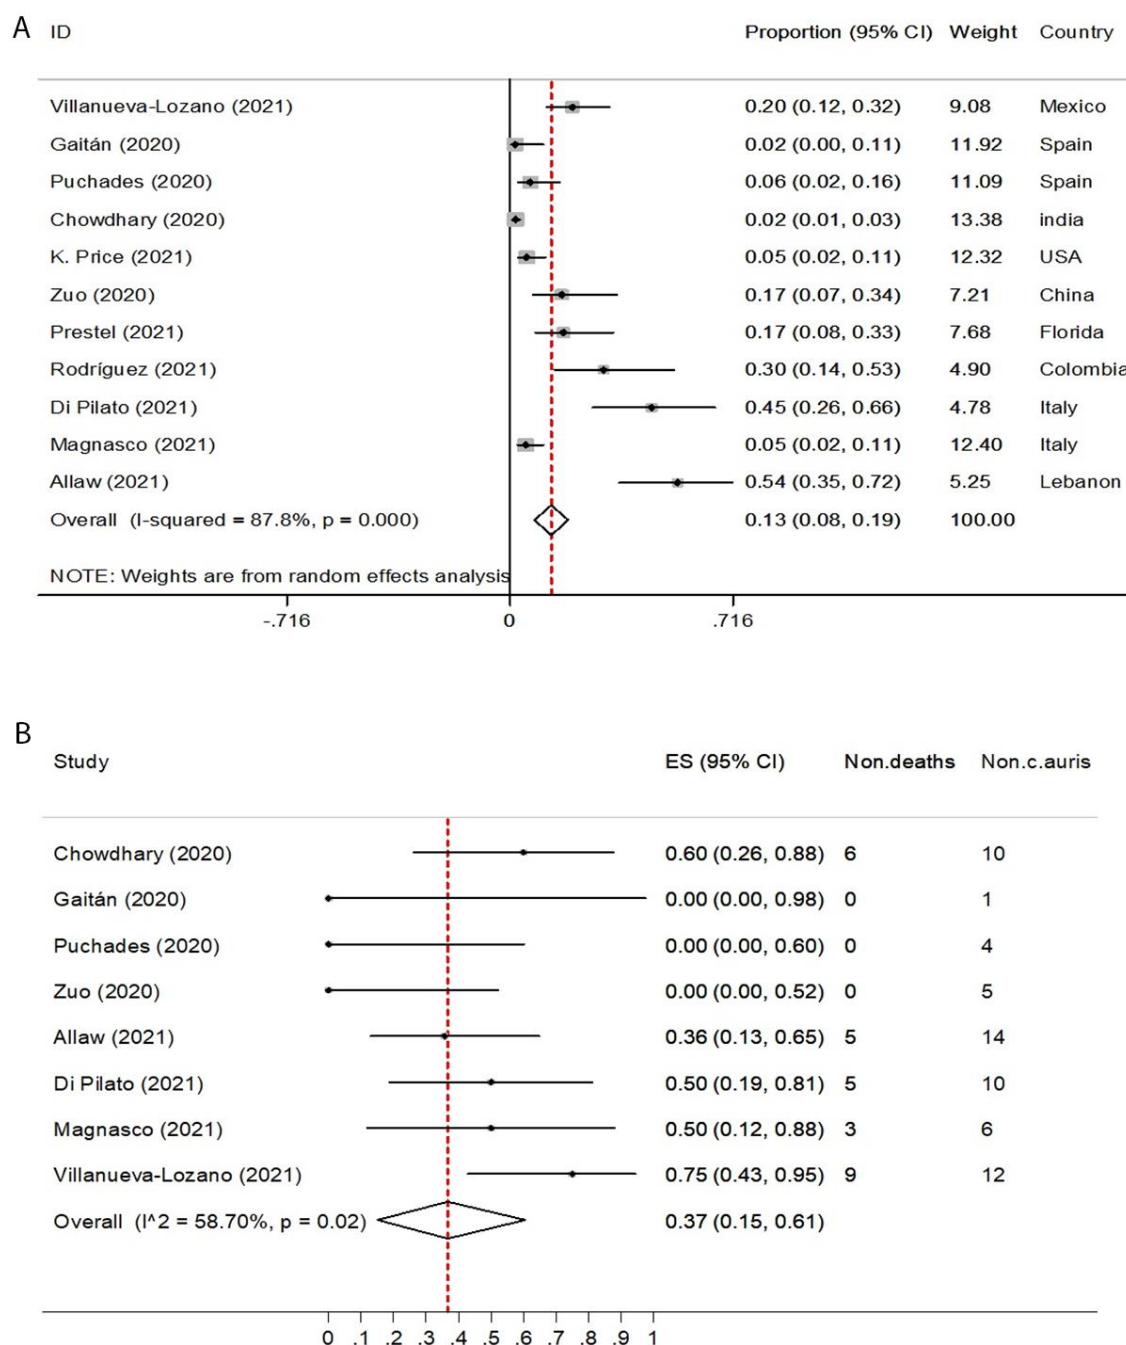 A
ID Proportion (95% CI) Weight Country
Villanueva-Lozano (2021) 0.20 (0.12, 0.32) 9.08 Mexico
Gaitán (2020) 0.02 (0.00, 0.11) 11.92 Spain
Puchades (2020) 0.06 (0.02, 0.16) 11.09 Spain
Chowdhary (2020) 0.02 (0.01, 0.03) 13.38 india
K. Price (2021) 0.05 (0.02, 0.11) 12.32 USA
Zuo (2020) 0.17 (0.07, 0.34) 7.21 China
Prestel (2021) 0.17 (0.08, 0.33) 7.68 Florida
Rodríguez (2021) 0.30 (0.14, 0.53) 4.90 Colombia
Di Pilato (2021) 0.45 (0.26, 0.66) 4.78 Italy
Magnasco (2021) 0.05 (0.02, 0.11) 12.40 Italy
Allaw (2021) 0.54 (0.35, 0.72) 5.25 Lebanon
Overall (I-squared = 87.8%, p = 0.000) 0.13 (0.08, 0.19) 100.00
NOTE: Weights are from random effects analysis
-.716 0 .716
B
Study ES (95% CI) Non.deaths Non.c.auris
Chowdhary (2020) 0.60 (0.26, 0.88) 6 10
Gaitán (2020) 0.00 (0.00, 0.98) 0 1
Puchades (2020) 0.00 (0.00, 0.60) 0 4
Zuo (2020) 0.00 (0.00, 0.52) 0 5
Allaw (2021) 0.36 (0.13, 0.65) 5 14
Di Pilato (2021) 0.50 (0.19, 0.81) 5 10
Magnasco (2021) 0.50 (0.12, 0.88) 3 6
Villanueva-Lozano (2021) 0.75 (0.43, 0.95) 9 12
Overall (I^2 = 58.70%, p = 0.02) 0.37 (0.15, 0.61)
0 .1 .2 .3 .4 .5 .6 .7 .8 .9 1